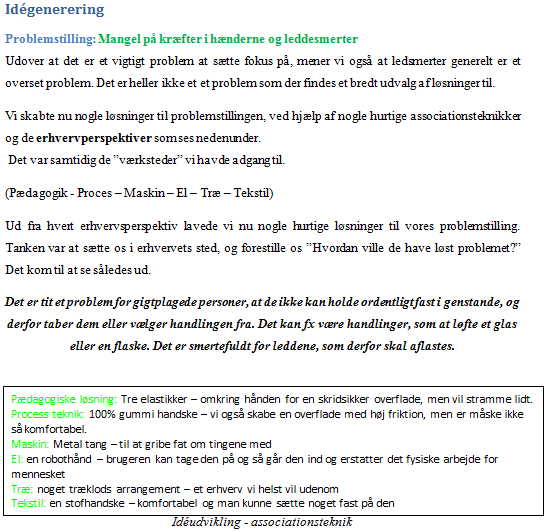 Idégenerering
Problemstilling: Mangel på kræfter i hænderne og leddesmerter
Udover at det er et vigtigt problem at sætte fokus på, mener vi også at ledsmerter generelt er et
overset problem. Det er heller ikke et et problem som der findes et bredt udvalg af løsninger til.
Vi skabte nu nogle løsninger til problemstillingen, ved hjælp af nogle hurtige associationsteknikker
og de erhvervperspektiver som ses nedenunder.
Det var samtidig de ”værksteder” vi havde adgang til.
(Pædagogik - Proces – Maskin – El – Træ – Tekstil)
Ud fra hvert erhvervsperspektiv lavede vi nu nogle hurtige løsninger til vores problemstilling.
Tanken var at sætte os i erhvervets sted, og forestille os ”Hvordan ville de have løst problemet?”
Det kom til at se således ud.
Det er tit et problem for gigtplagede personer, at de ikke kan holde ordentligt fast i genstande, og
derfor taber dem eller vælger handlingen fra. Det kan fx være handlinger, som at løfte et glas
eller en flaske. Det er smertefuldt for leddene, som derfor skal aflastes.
Pædagogiske løsning: Tre elastikker – omkring hånden for en skridsikker overflade, men vil stramme lidt.
Process teknik: 100% gummi handske – vi også skabe en overflade med høj friktion, men er måske ikke
så komfortabel.
Maskin: Metal tang – til at gribe fat om tingene med
El: en robothånd – brugeren kan tage den på og så går den ind og erstatter det fysiske arbejde for
mennesket
Træ: noget træklods arrangement – et erhverv vi helst vil udenom
Tekstil: en stofhandske – komfortabel og man kunne sætte noget fast på den
Idéudvikling - associationsteknik